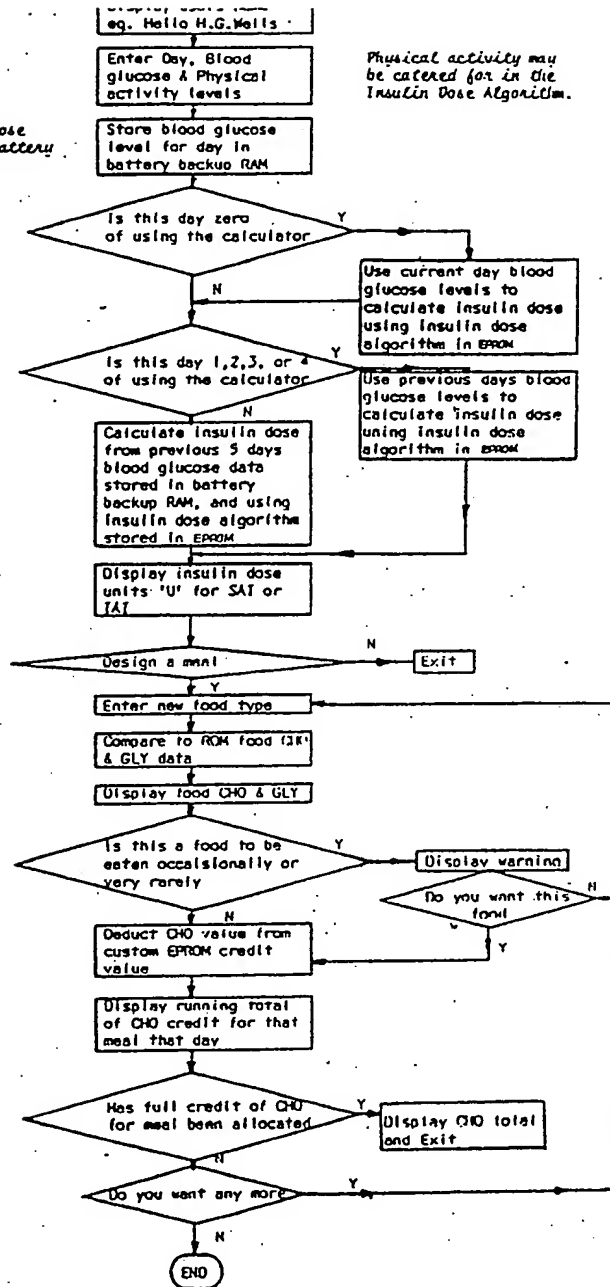 eg. Hello H.G.Wells
Enter Day, Blood
glucose & Physical
activity levels
Physical activity may
be catered for in the
Insulin Dose Algorithm.
ose
attery
Store blood glucose
level for day in
battery backup RAM
Is this day zero
of using the calculator
Y
N
Use current day blood
glucose levels to
calculate insulin dose
using insulin dose
algorithm in EPROM
Is this day 1,2,3, or 4
of using the calculator
Y
N
Use previous days blood
glucose levels to
calculate insulin dose
uning insulin dose
algorithm in EPROM
Calculate insulin dose
from previous 5 days
blood glucose data
stored in battery
backup RAM, and using
insulin dose algorithm
stored in EPROM
Display insulin dose
units 'U' for SAI or
IAI
Design a meal
N
Exit
Y
Enter new food type
Compare to ROM food
& GLY data
Display food CHO & GLY
Is this a food to be
eaten occalsionally or
very rarely
Y
Display warning
Do you want this
food
N
Y
N
Deduct CHO value from
custom EPROM credit
value
Display running total
of CHO credit for that
meal that day
Has full credit of CHO
for meal been allocated
Y
Display CHO total
and Exit
N
Do you want any more
Y
N
END